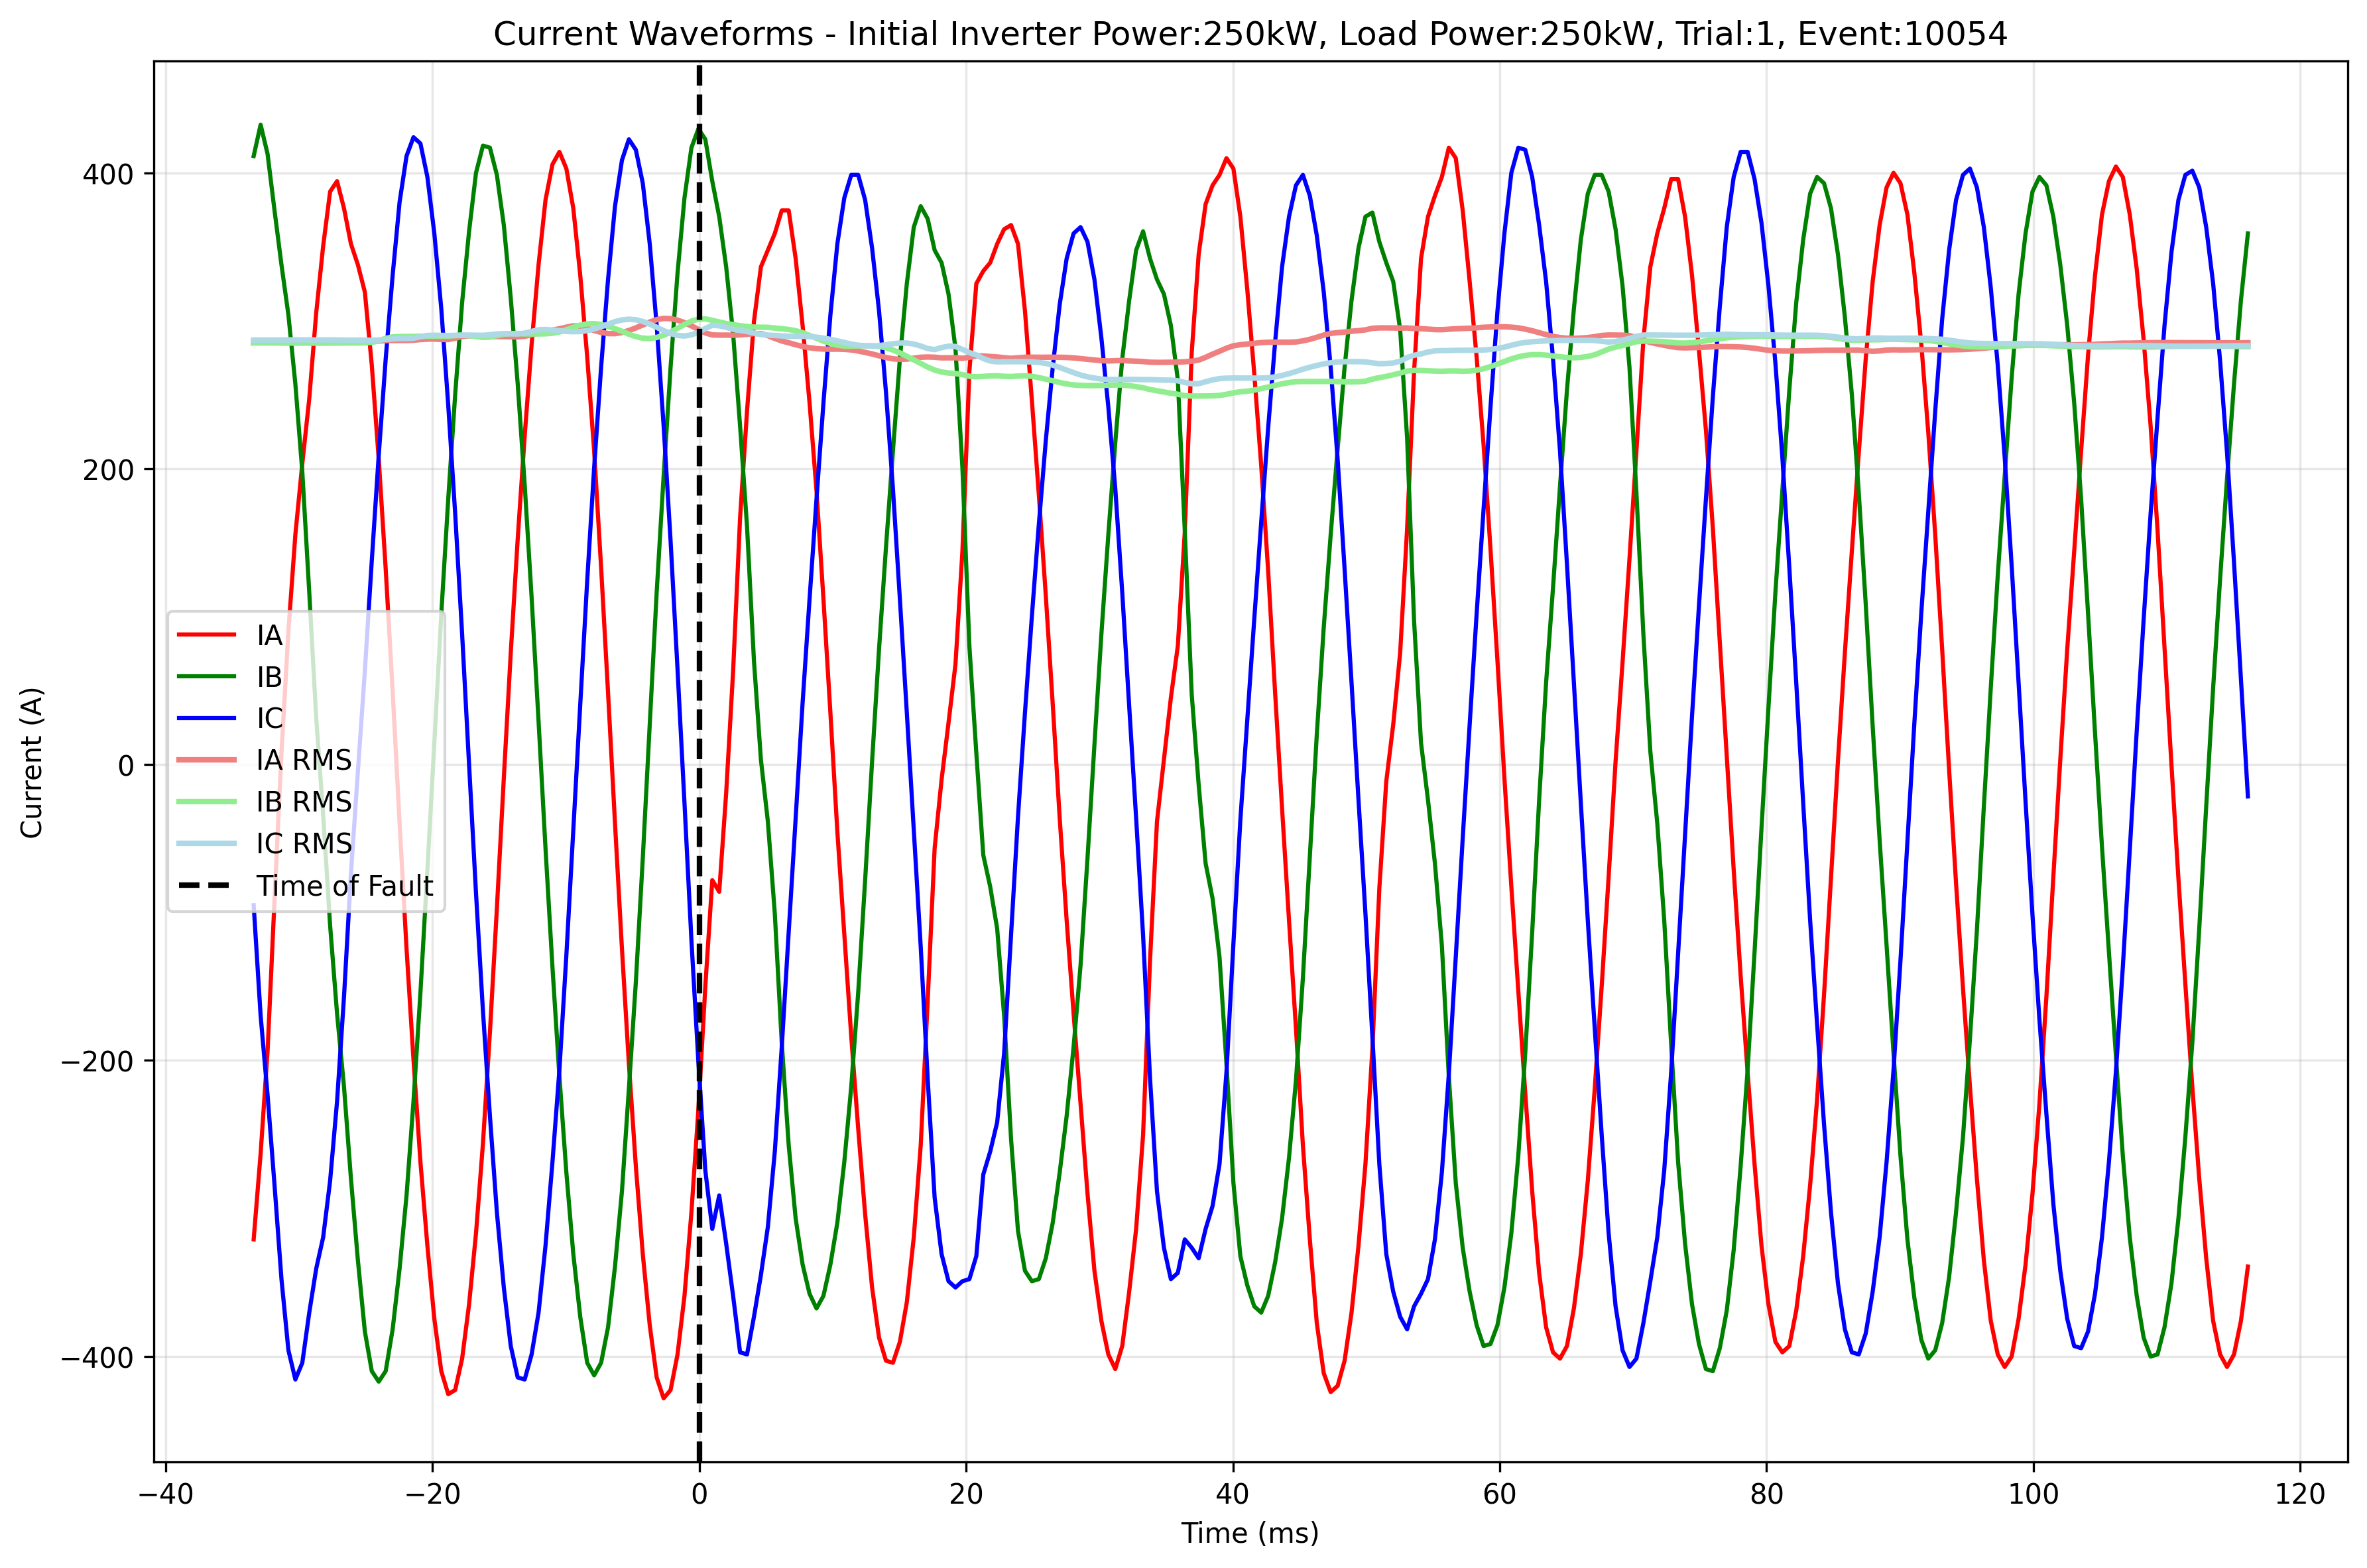 Current Waveforms - Initial Inverter Power:250kW, Load Power:250kW, Trial:1, Event:10054
Current (A)
400
200
0
−200
−400
IA
IB
IC
IA RMS
IB RMS
IC RMS
Time of Fault
−40
−20
0
20
40
60
80
100
120
Time (ms)